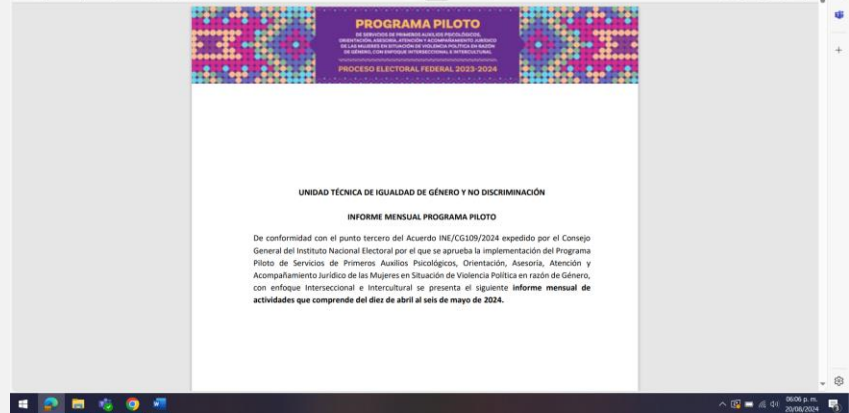 PROGRAMA PILOTO
DE SERVICIOS DE PRIMEROS AUXILIOS PSICOLÓGICOS,
ORIENTACIÓN, ASESORÍA, ATENCIÓN Y ACOMPAÑAMIENTO JURÍDICO
DE LAS MUJERES EN SITUACIÓN DE VIOLENCIA POLÍTICA EN RAZÓN
DE GÉNERO, CON ENFOQUE INTERSECCIONAL E INTERCULTURAL
PROCESO ELECTORAL FEDERAL 2023-2024
UNIDAD TÉCNICA DE IGUALDAD DE GÉNERO Y NO DISCRIMINACIÓN
INFORME MENSUAL PROGRAMA PILOTO
De conformidad con el punto tercero del Acuerdo INE/CG109/2024 expedido por el Consejo
General del Instituto Nacional Electoral por el que se aprueba la implementación del Programa
Piloto de Servicios de Primeros Auxilios Psicológicos, Orientación, Asesoría, Atención y
Acompañamiento Jurídico de las Mujeres en Situación de Violencia Política en razón de Género,
con enfoque Interseccional e Intercultural se presenta el siguiente informe mensual de
actividades que comprende del diez de abril al seis de mayo de 2024.
06:06 p. m.
20/08/2024